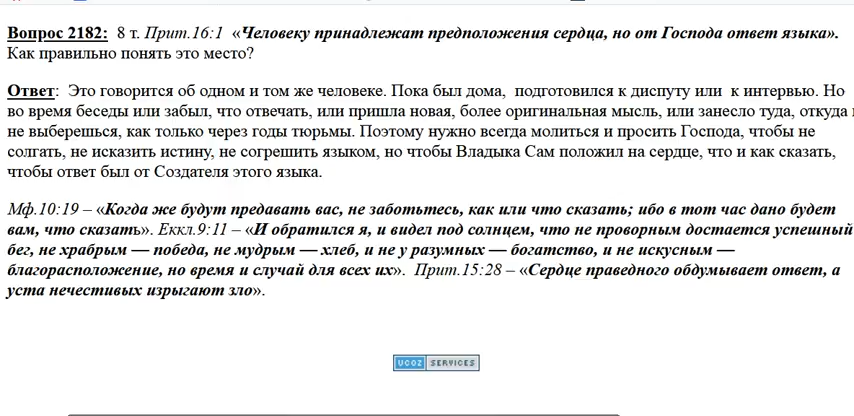 Вопрос 2182:  8 т. Прит.16:1  «Человеку принадлежат предположения сердца, но от Господа ответ языка».
Как правильно понять это место?
Ответ:  Это говорится об одном и том же человеке. Пока был дома,  подготовился к диспуту или  к интервью. Но
во время беседы или забыл, что отвечать, или пришла новая, более оригинальная мысль, или занесло туда, откуда
не выберешься, как только через годы тюрьмы. Поэтому нужно всегда молиться и просить Господа, чтобы не
солгать, не исказить истину, не согрешить языком, но чтобы Владыка Сам положил на сердце, что и как сказать,
чтобы ответ был от Создателя этого языка.
Мф.10:19 – «Когда же будут предавать вас, не заботьтесь, как или что сказать; ибо в тот час дано будет
вам, что сказать». Еккл.9:11 – «И обратился я, и видел под солнцем, что не проворным достается успешный
бег, не храбрым — победа, не мудрым — хлеб, и не у разумных — богатство, и не искусным —
благорасположение, но время и случай для всех их».  Прит.15:28 – «Сердце праведного обдумывает ответ, а
уста нечестивых изрыгают зло».
UCOZ SERVICES